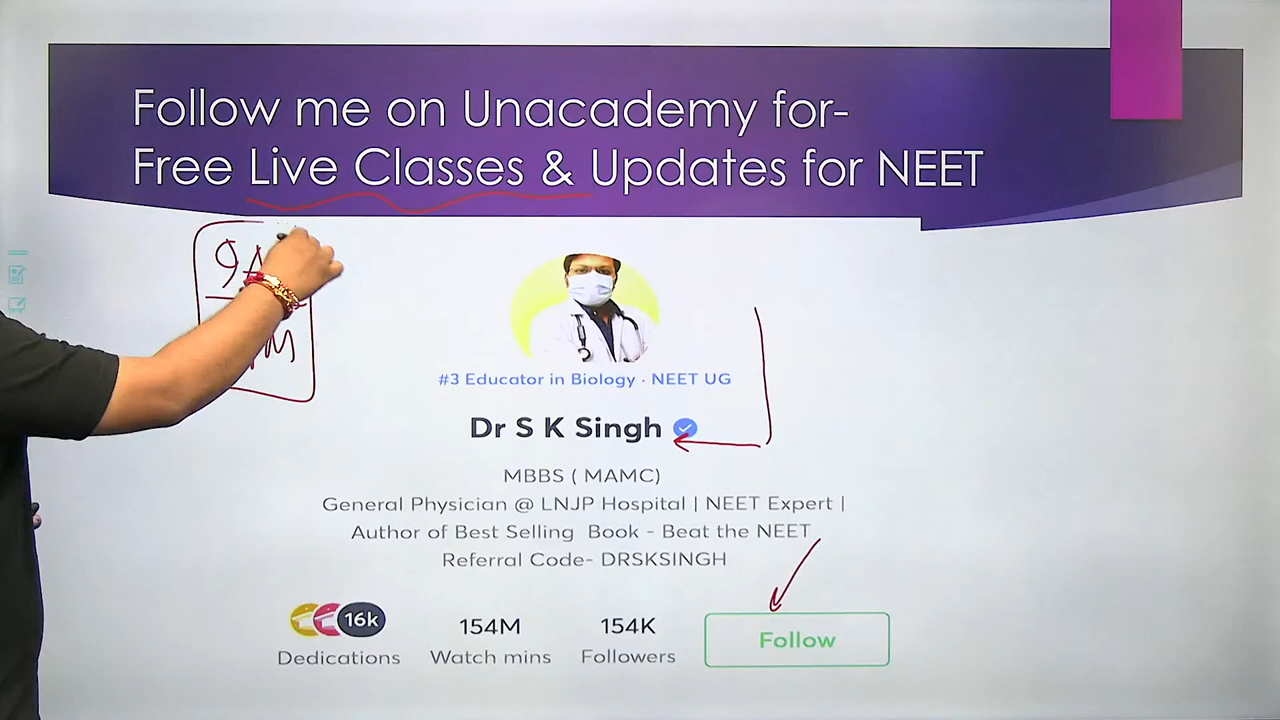 Follow me on Unacademy for-
Free Live Classes & Updates for NEET
#3 Educator in Biology · NEET UG
Dr S K Singh
MBBS ( MAMC)
General Physician @ LNJP Hospital | NEET Expert |
Author of Best Selling Book - Beat the NEET
Referral Code- DRSKSINGH
16k
154M
154K
Follow
Dedications
Watch mins
Followers